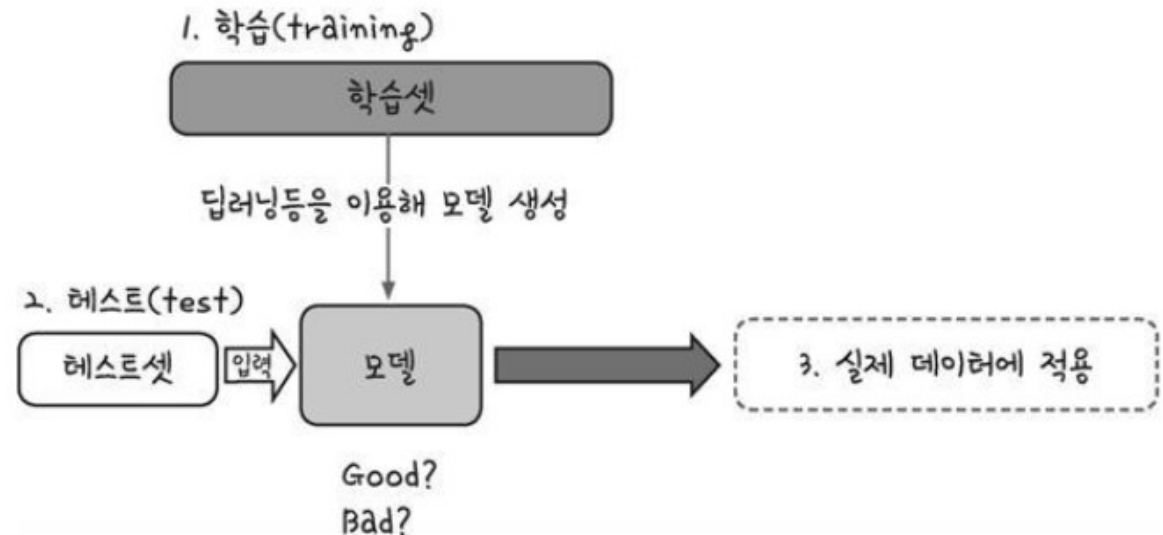 1. 학습(training)
학습셋
딥러닝등을 이용해 모델 생성
2. 테스트(test)
테스트셋
입력
모델
3. 실제 데이터에 적용
Good?
Bad?